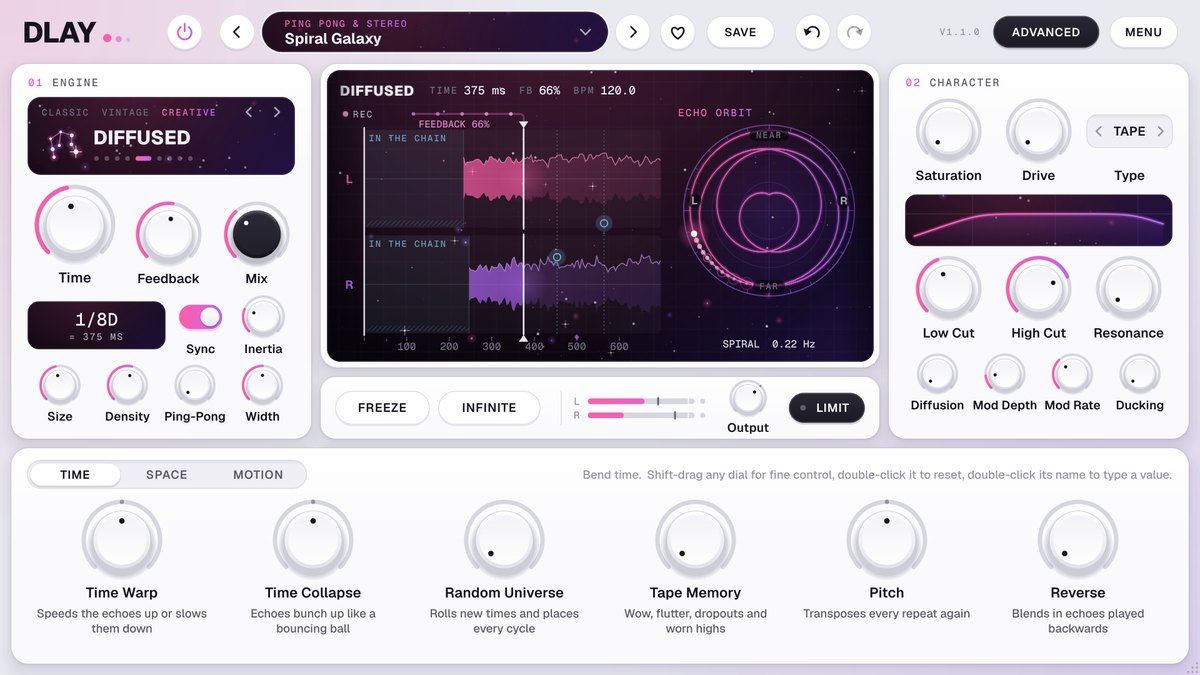 DLAY
PING PONG & STEREO
Spiral Galaxy
SAVE
V1.1.0
ADVANCED
MENU
01 ENGINE
CLASSIC VINTAGE CREATIVE
DIFFUSED
Time
Feedback
Mix
1/8D
= 375 MS
Sync
Inertia
Size
Density
Ping-Pong
Width
DIFFUSED TIME 375 ms FB 66% BPM 120.0
REC
FEEDBACK 66%
IN THE CHAIN
L
IN THE CHAIN
R
100 200 300 400 500 600
ECHO ORBIT
NEAR
L R
FAR
SPIRAL 0.22 Hz
FREEZE
INFINITE
L
R
Output
LIMIT
02 CHARACTER
TAPE
Saturation
Drive
Type
Low Cut
High Cut
Resonance
Diffusion
Mod Depth
Mod Rate
Ducking
TIME
SPACE
MOTION
Bend time. Shift-drag any dial for fine control, double-click it to reset, double-click its name to type a value.
Time Warp
Speeds the echoes up or slows
them down
Time Collapse
Echoes bunch up like a
bouncing ball
Random Universe
Rolls new times and places
every cycle
Tape Memory
Wow, flutter, dropouts and
worn highs
Pitch
Transposes every repeat again
Reverse
Blends in echoes played
backwards